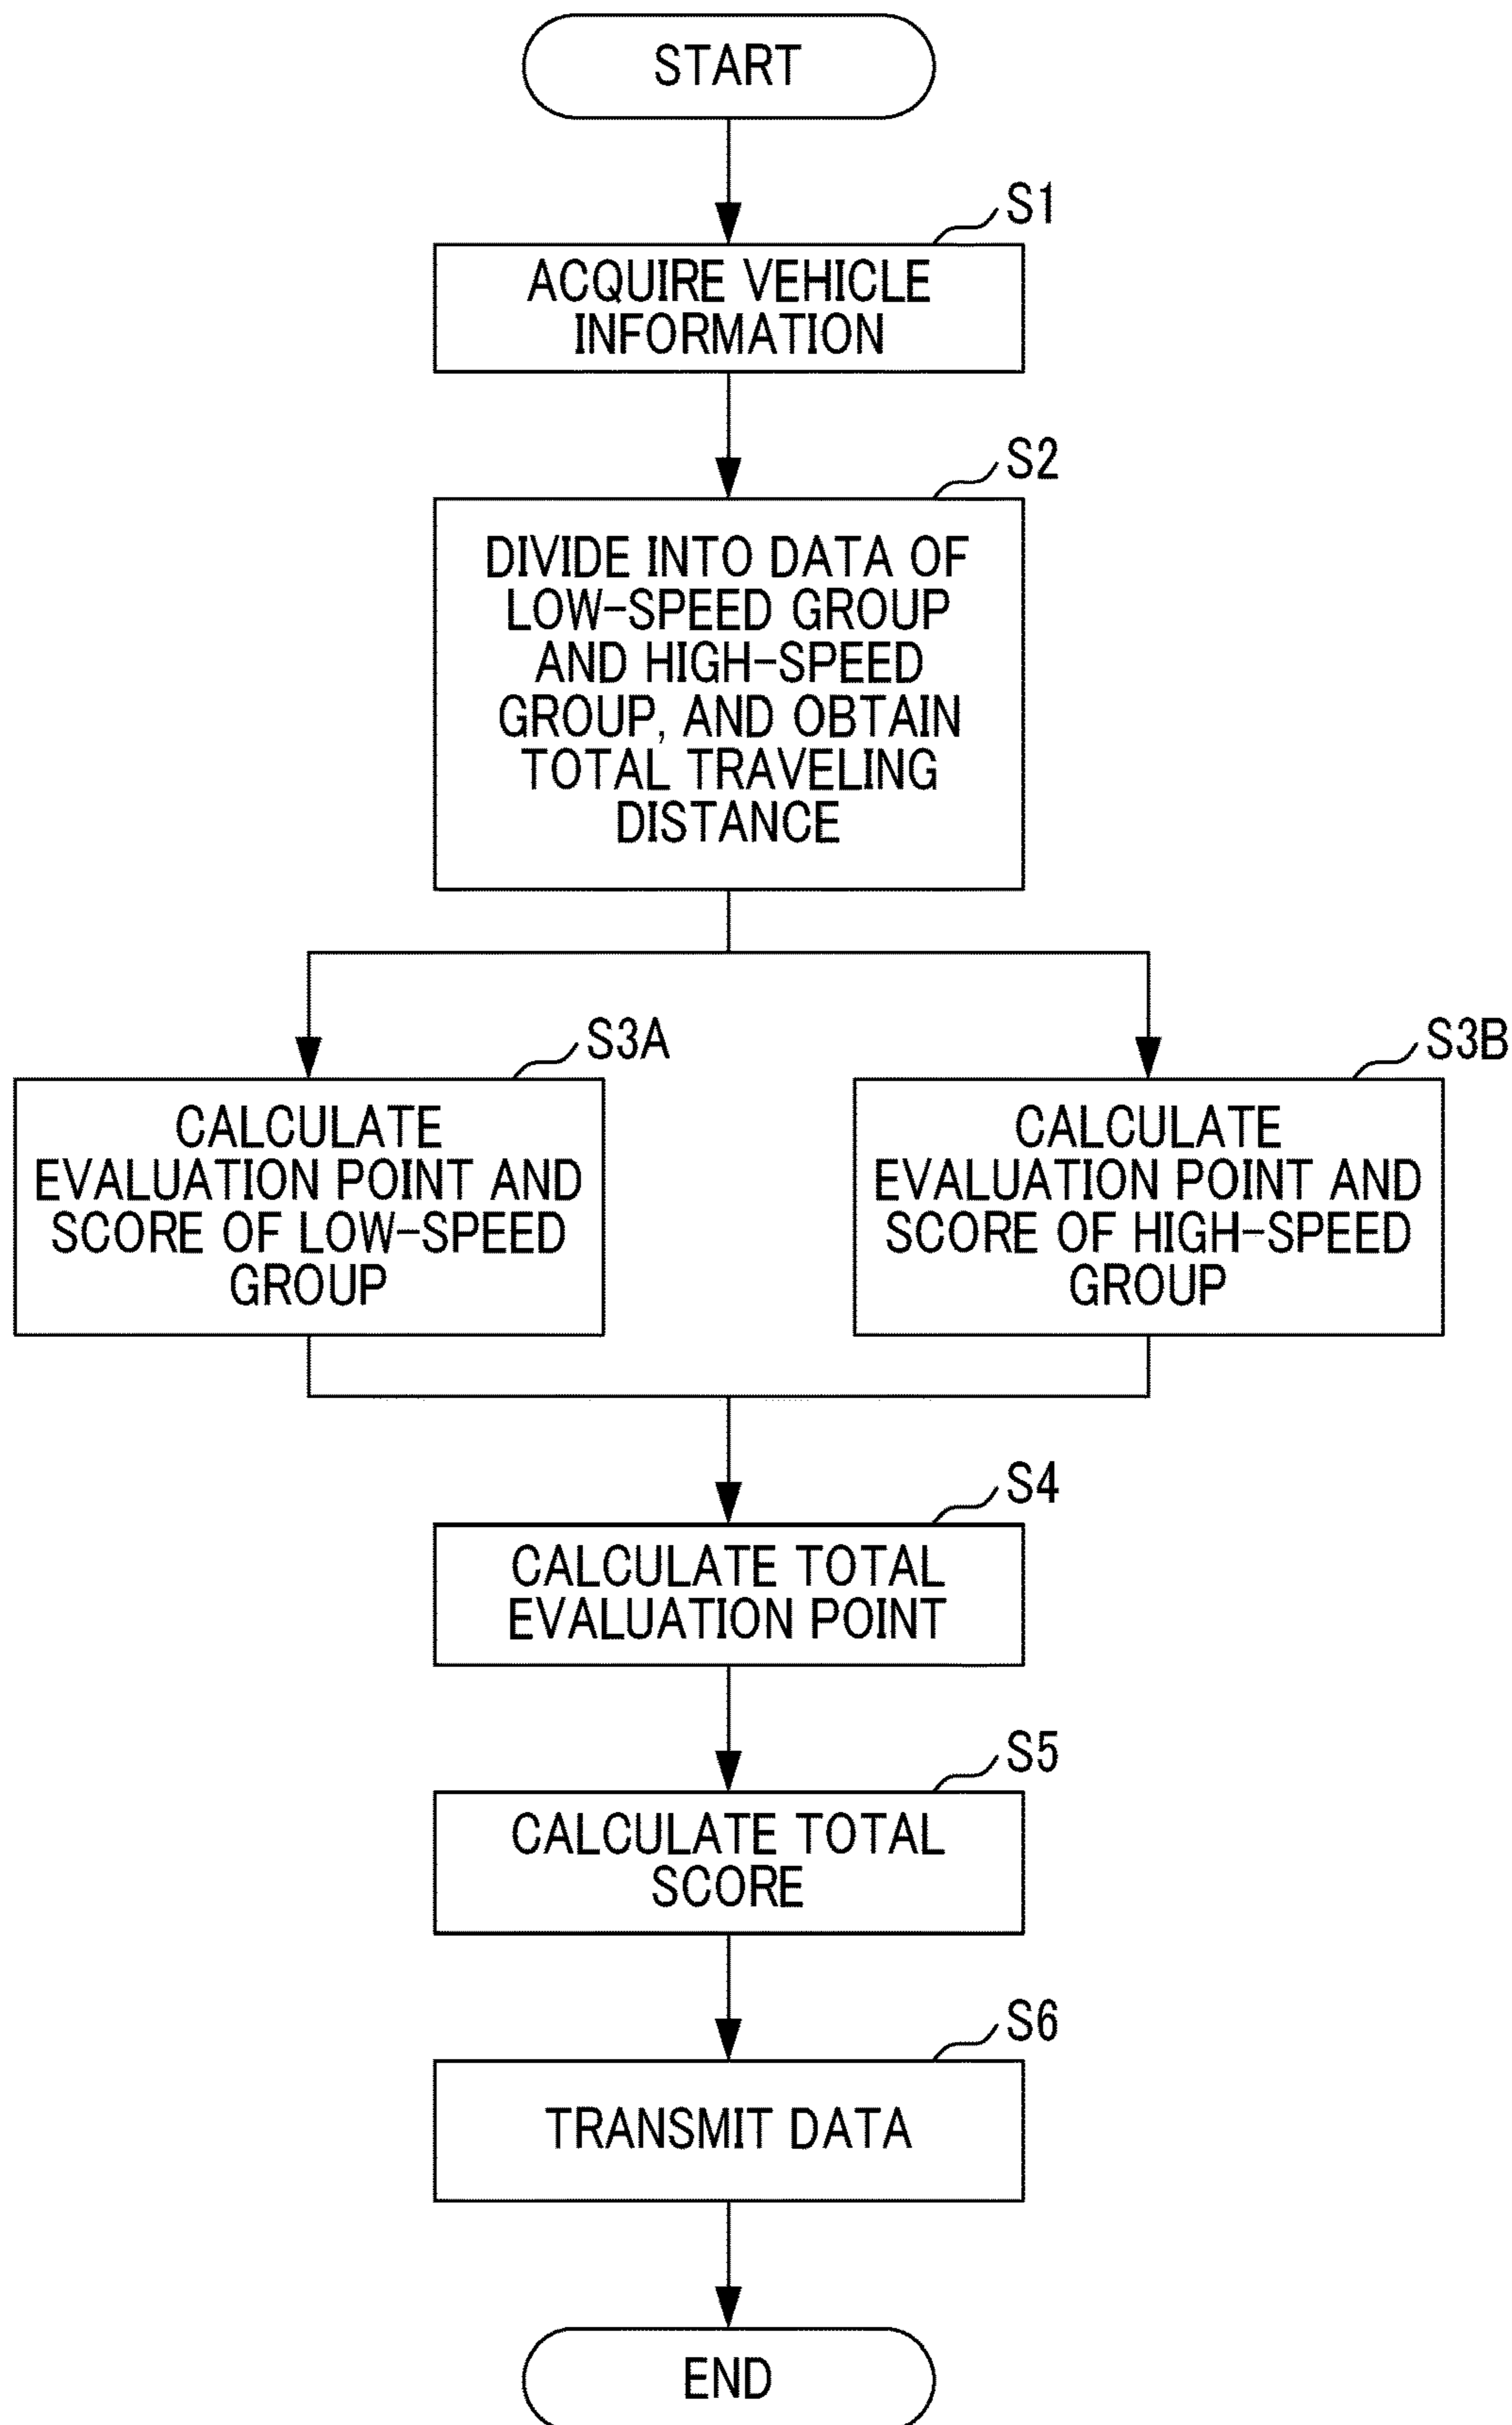 START
S1
ACQUIRE VEHICLE
INFORMATION
S2
DIVIDE INTO DATA OF
LOW-SPEED GROUP
AND HIGH-SPEED
GROUP, AND OBTAIN
TOTAL TRAVELING
DISTANCE
S3A
CALCULATE
EVALUATION POINT AND
SCORE OF LOW-SPEED
GROUP
S3B
CALCULATE
EVALUATION POINT AND
SCORE OF HIGH-SPEED
GROUP
S4
CALCULATE TOTAL
EVALUATION POINT
S5
CALCULATE TOTAL
SCORE
S6
TRANSMIT DATA
END